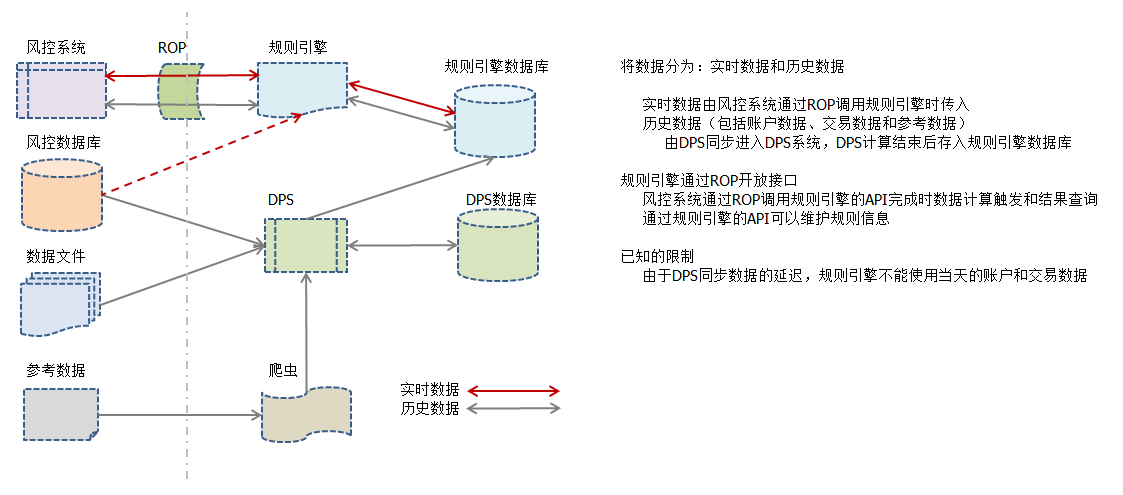 风控系统
ROP
规则引擎
规则引擎数据库
风控数据库
DPS
DPS数据库
数据文件
参考数据
爬虫
实时数据
历史数据
将数据分为：实时数据和历史数据
实时数据由风控系统通过ROP调用规则引擎时传入
历史数据（包括账户数据、交易数据和参考数据）
由DPS同步进入DPS系统，DPS计算结束后存入规则引擎数据库
规则引擎通过ROP开放接口
风控系统通过ROP调用规则引擎的API完成时数据计算触发和结果查询
通过规则引擎的API可以维护规则信息
已知的限制
由于DPS同步数据的延迟，规则引擎不能使用当天的账户和交易数据